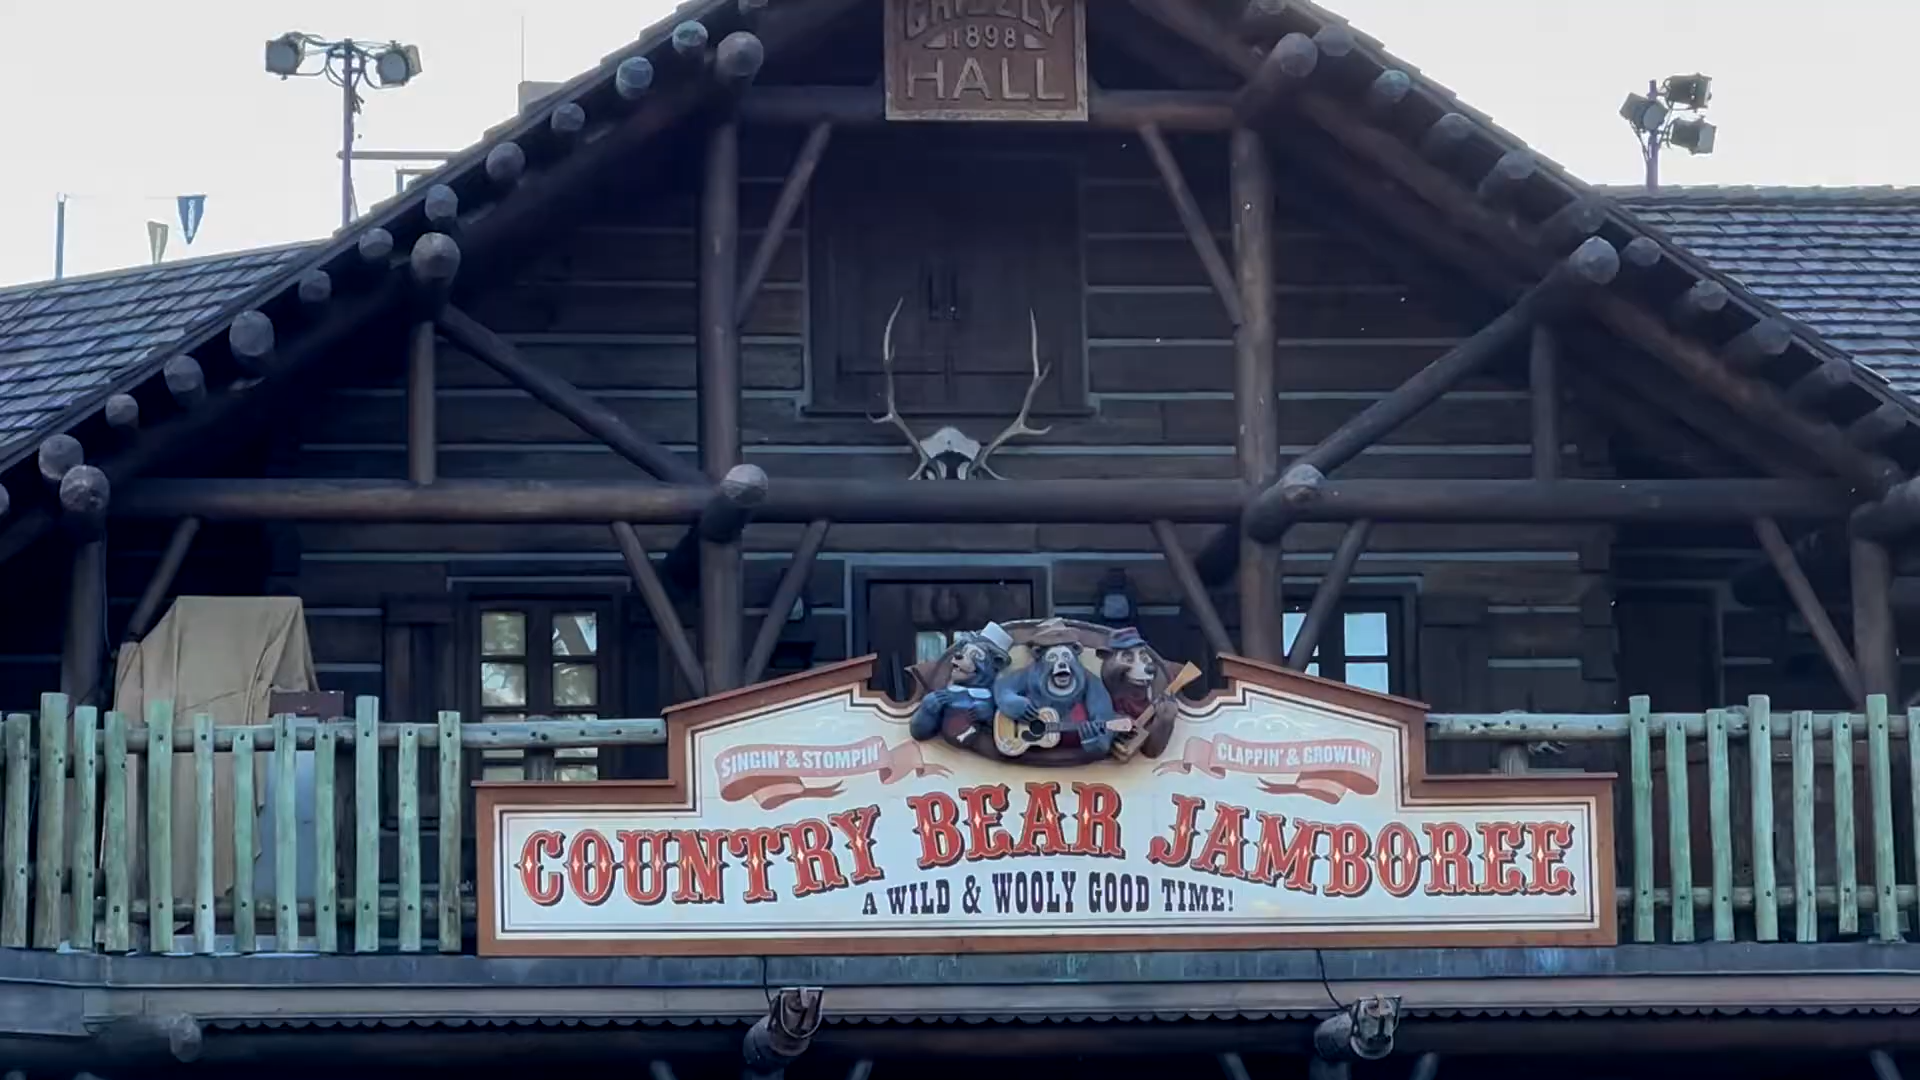 GRIZZLY
1898
HALL
SINGIN' & STOMPIN'
CLAPPIN' & GROWLIN'
COUNTRY BEAR JAMBOREE
A WILD & WOOLY GOOD TIME!